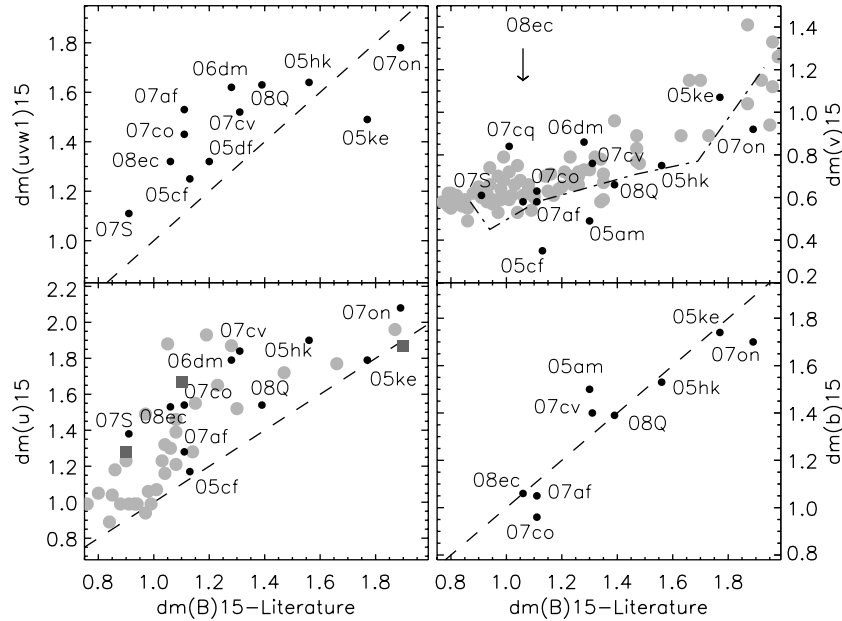 dm(uvw1)15
1.8
1.6
1.4
1.2
1.0
06dm
05hk
07on
07af
08Q
07co
07cv
05ke
08ec
05df
05cf
07S
08ec
05ke
07cq
06dm
07on
07S
07co
07cv
08Q
05hk
07af
05am
05cf
1.4
1.2
1.0
0.8
0.6
0.4
0.2
dm(v)15
dm(u)15
2.2
2.0
1.8
1.6
1.4
1.2
1.0
0.8
07on
07cv
05hk
06dm
07co
08Q
05ke
07S
08ec
07af
05cf
0.8 1.0 1.2 1.4 1.6 1.8
dm(B)15-Literature
05ke
05am
07on
07cv
05hk
08Q
08ec
07af
07co
1.8
1.6
1.4
1.2
1.0
0.8
dm(b)15
0.8 1.0 1.2 1.4 1.6 1.8
dm(B)15-Literature